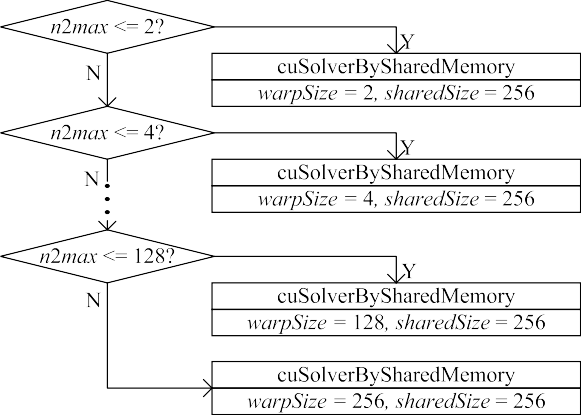 n2max <= 2?
Y
N
cuSolverBySharedMemory
warpSize = 2, sharedSize = 256
n2max <= 4?
Y
N
cuSolverBySharedMemory
warpSize = 4, sharedSize = 256
n2max <= 128?
Y
N
cuSolverBySharedMemory
warpSize = 128, sharedSize = 256
cuSolverBySharedMemory
warpSize = 256, sharedSize = 256